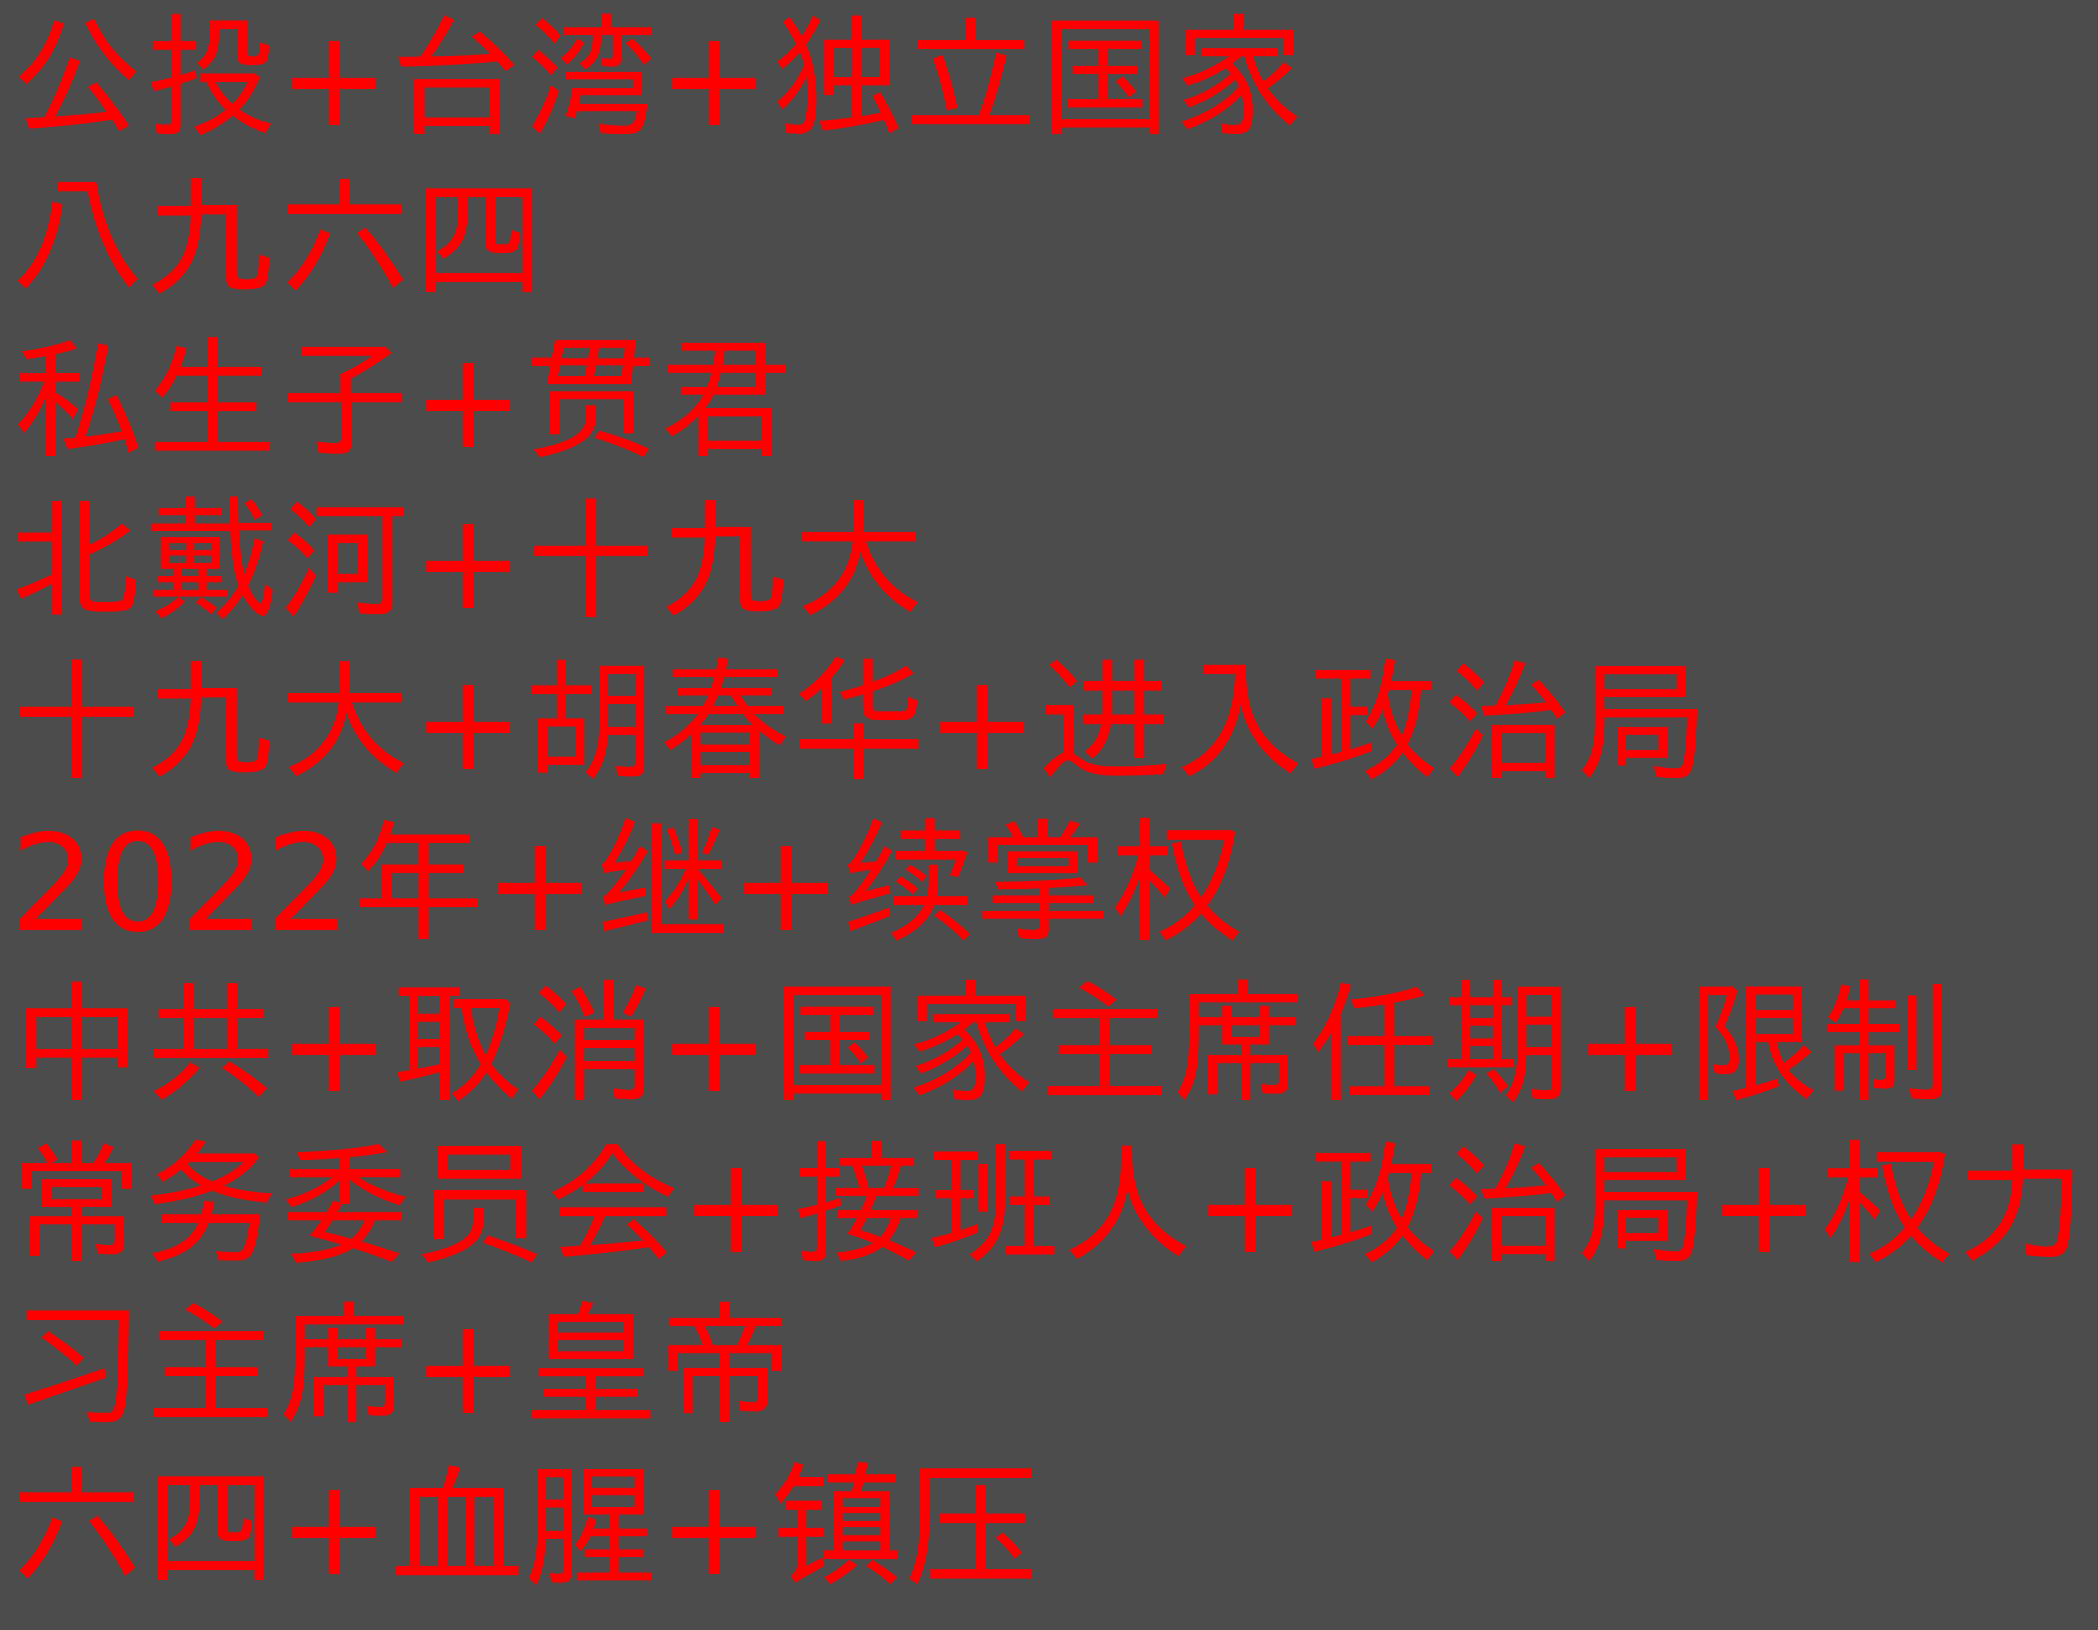 公投+台湾+独立国家
八九六四
私生子+贯君
北戴河+十九大
十九大+胡春华+进入政治局
2022年+继+续掌权
中共+取消+国家主席任期+限制
常务委员会+接班人+政治局+权力
习主席+皇帝
六四+血腥+镇压